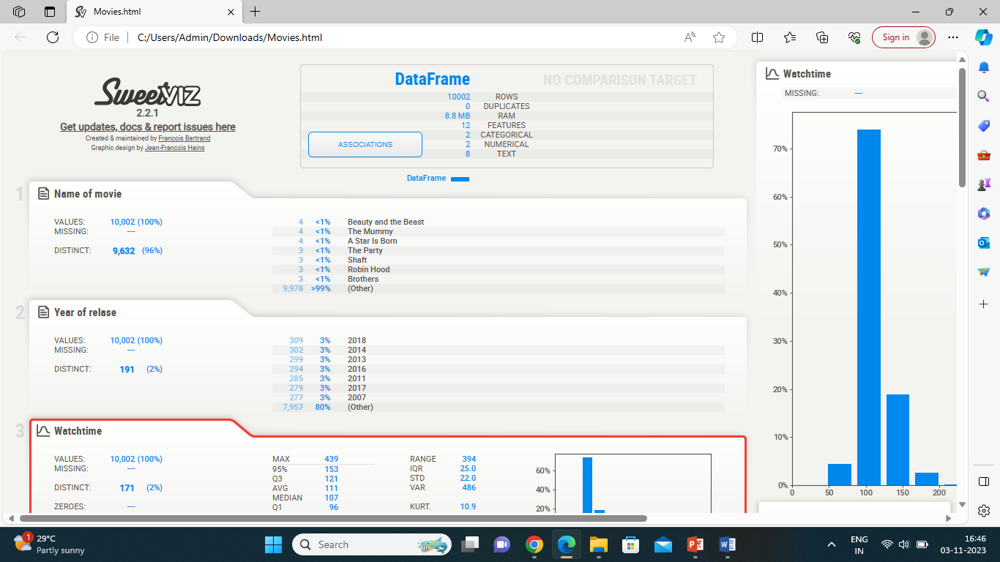 Movies.html
File
C:/Users/Admin/Downloads/Movies.html
Sign in
SweetVIZ
2.2.1
Get updates, docs & report issues here
Created & maintained by Francois Bertrand
Graphic design by Jean-Francois Hains
DataFrame NO COMPARISON TARGET
10002 ROWS
0 DUPLICATES
8.8 MB RAM
12 FEATURES
2 CATEGORICAL
2 NUMERICAL
8 TEXT
ASSOCIATIONS
DataFrame
1 Name of movie
VALUES: 10,002 (100%)
MISSING: ---
DISTINCT: 9,632 (96%)
4 <1% Beauty and the Beast
4 <1% The Mummy
4 <1% A Star Is Born
3 <1% The Party
3 <1% Shaft
3 <1% Robin Hood
3 <1% Brothers
9,978 >99% (Other)
2 Year of relase
VALUES: 10,002 (100%)
MISSING: ---
DISTINCT: 191 (2%)
309 3% 2018
302 3% 2014
299 3% 2013
294 3% 2016
285 3% 2011
279 3% 2017
277 3% 2007
7,957 80% (Other)
3 Watchtime
VALUES: 10,002 (100%)
MISSING: ---
DISTINCT: 171 (2%)
ZEROES: ---
MAX 439
95% 153
Q3 121
AVG 111
MEDIAN 107
Q1 96
RANGE 394
IQR 25.0
STD 22.0
VAR 486
KURT. 10.9
60%
40%
20%
Watchtime
MISSING: ---
70%
60%
50%
40%
30%
20%
10%
0%
0 50 100 150 200
1
29°C
Partly sunny
Search
ENG
IN
16:46
03-11-2023